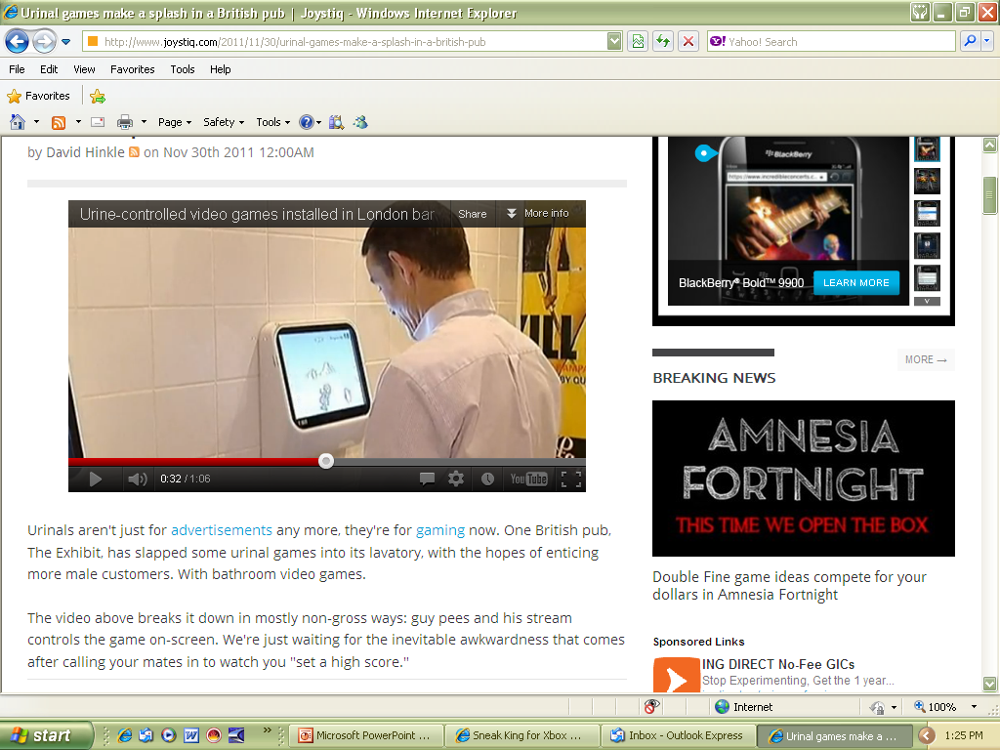 Urinal games make a splash in a British pub | Joystiq - Windows Internet Explorer
http://www.joystiq.com/2011/11/30/urinal-games-make-a-splash-in-a-british-pub
Yahoo! Search
File Edit View Favorites Tools Help
Favorites
Page Safety Tools
by David Hinkle on Nov 30th 2011 12:00AM
Urine-controlled video games installed in London bar
Share
More info
KILL
0:32 / 1:06
YouTube
Urinals aren't just for advertisements any more, they're for gaming now. One British pub,
The Exhibit, has slapped some urinal games into its lavatory, with the hopes of enticing
more male customers. With bathroom video games.
The video above breaks it down in mostly non-gross ways: guy pees and his stream
controls the game on-screen. We're just waiting for the inevitable awkwardness that comes
after calling your mates in to watch you "set a high score."
BlackBerry
BlackBerry® Bold™ 9900
LEARN MORE
MORE →
BREAKING NEWS
AMNESIA
FORTNIGHT
THIS TIME WE OPEN THE BOX
Double Fine game ideas compete for your
dollars in Amnesia Fortnight
Sponsored Links
ING DIRECT No-Fee GICs
Stop Experimenting, Get the 1 year...
Internet
100%
start
Microsoft PowerPoint ...
Sneak King for Xbox ...
Inbox - Outlook Express
Urinal games make a ...
1:25 PM